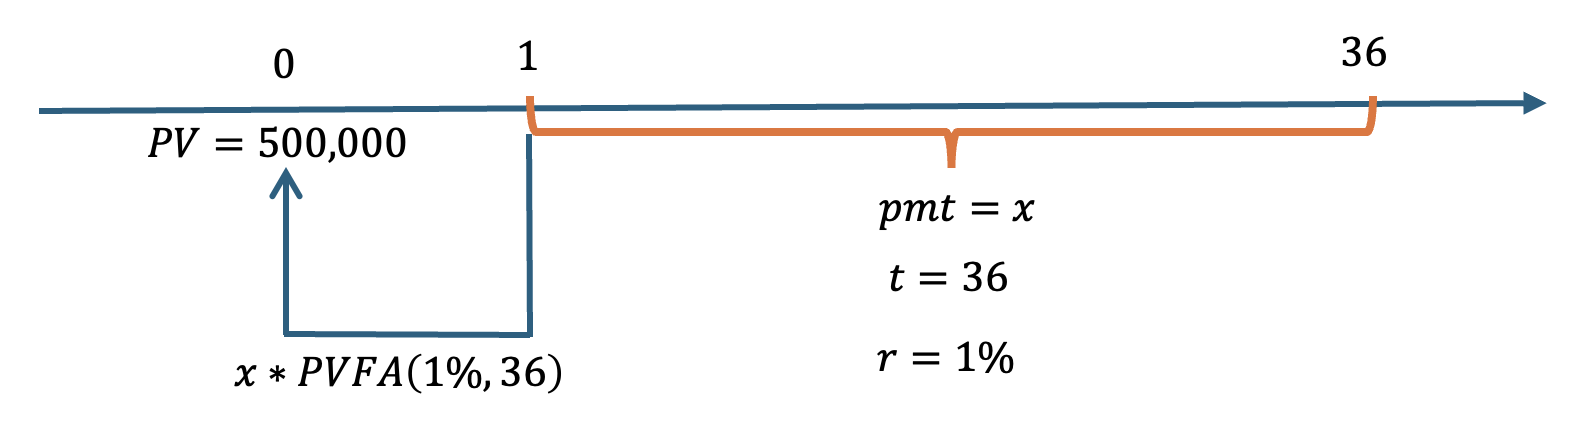 0
1
36
PV = 500,000
pmt = x
t = 36
r = 1%
x * PVFA(1%, 36)